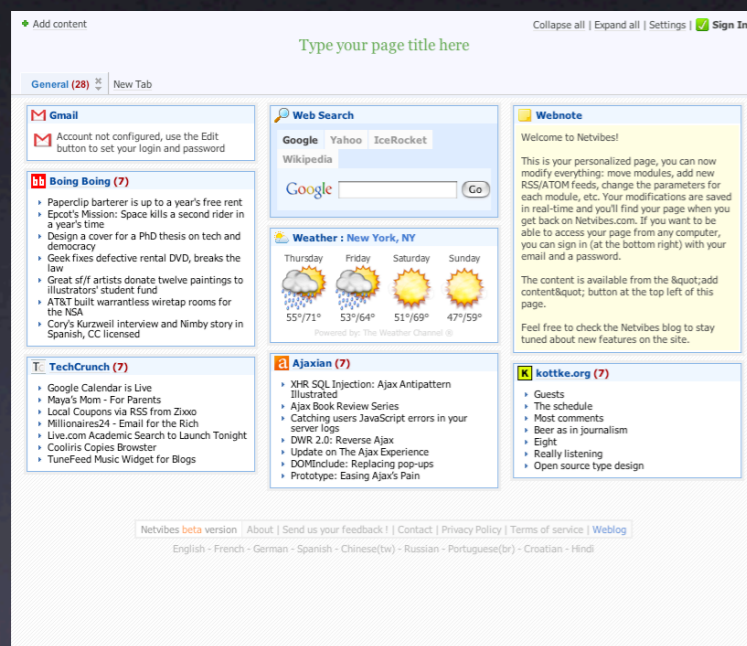 Add content
Collapse all | Expand all | Settings | Sign In
Type your page title here
General (28)
New Tab
Gmail
Account not configured, use the Edit
button to set your login and password
Boing Boing (7)
Paperclip barterer is up to a year's free rent
Epcot's Mission: Space kills a second rider in
a year's time
Design a cover for a PhD thesis on tech and
democracy
Geek fixes defective rental DVD, breaks the
law
Great sf/f artists donate twelve paintings to
illustrators' student fund
AT&T built warrantless wiretap rooms for
the NSA
Cory's Kurzweil interview and Nimby story in
Spanish, CC licensed
TechCrunch (7)
Google Calendar is Live
Maya's Mom - For Parents
Local Coupons via RSS from Zixxo
Millionaires24 - Email for the Rich
Live.com Academic Search to Launch Tonight
Cooliris Copies Browster
TuneFeed Music Widget for Blogs
Web Search
Google Yahoo IceRocket
Wikipedia
Google Go
Weather : New York, NY
Thursday Friday Saturday Sunday
55°/71° 53°/64° 51°/69° 47°/59°
Powered by: The Weather Channel ®
Ajaxian (7)
XHR SQL Injection: Ajax Antipattern
Illustrated
Ajax Book Review Series
Catching users JavaScript errors in your
server logs
DWR 2.0: Reverse Ajax
Update on The Ajax Experience
DOMInclude: Replacing pop-ups
Prototype: Easing Ajax's Pain
Webnote
Welcome to Netvibes!
This is your personalized page, you can now
modify everything: move modules, add new
RSS/ATOM feeds, change the parameters for
each module, etc. Your modifications are saved
in real-time and you'll find your page when you
get back on Netvibes.com. If you want to be
able to access your page from any computer,
you can sign in (at the bottom right) with your
email and a password.
The content is available from the &quot;add
content&quot; button at the top left of this
page.
Feel free to check the Netvibes blog to stay
tuned about new features on the site.
K kottke.org (7)
Guests
The schedule
Most comments
Beer as in journalism
Eight
Really listening
Open source type design
Netvibes beta version | About | Send us your feedback ! | Contact | Privacy Policy | Terms of service | Weblog
English - French - German - Spanish - Chinese(tw) - Russian - Portuguese(br) - Croatian - Hindi